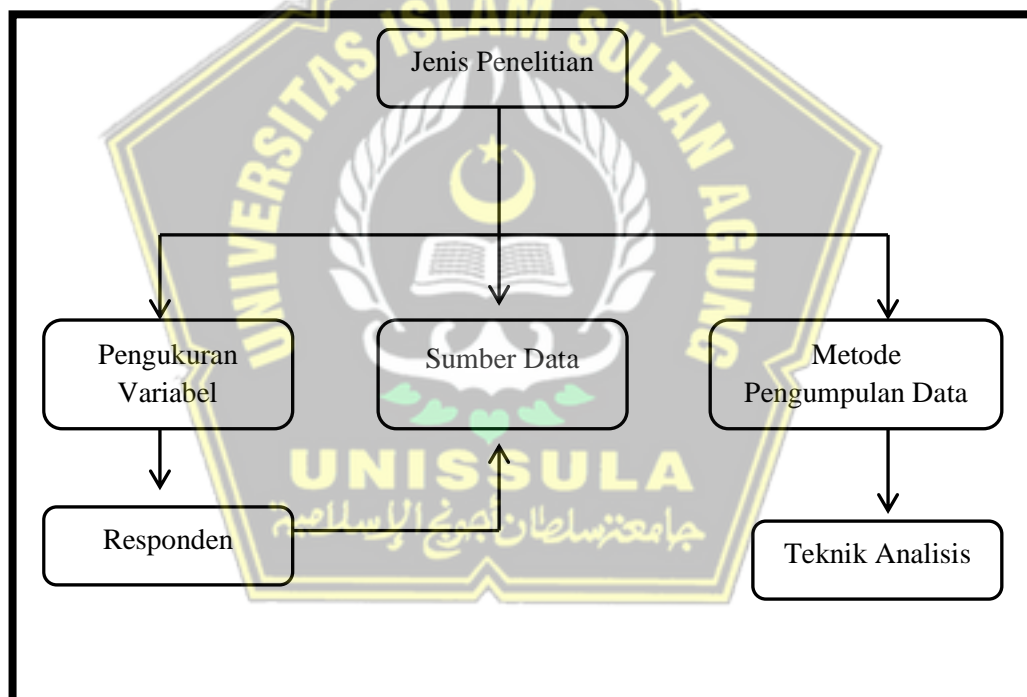 UNIVERSITAS ISLAM SULTAN AGUNG
Jenis Penelitian
Pengukuran
Variabel
Sumber Data
Metode
Pengumpulan Data
UNISSULA
جامعة سلطان أجونج الإسلامية
Responden
Teknik Analisis